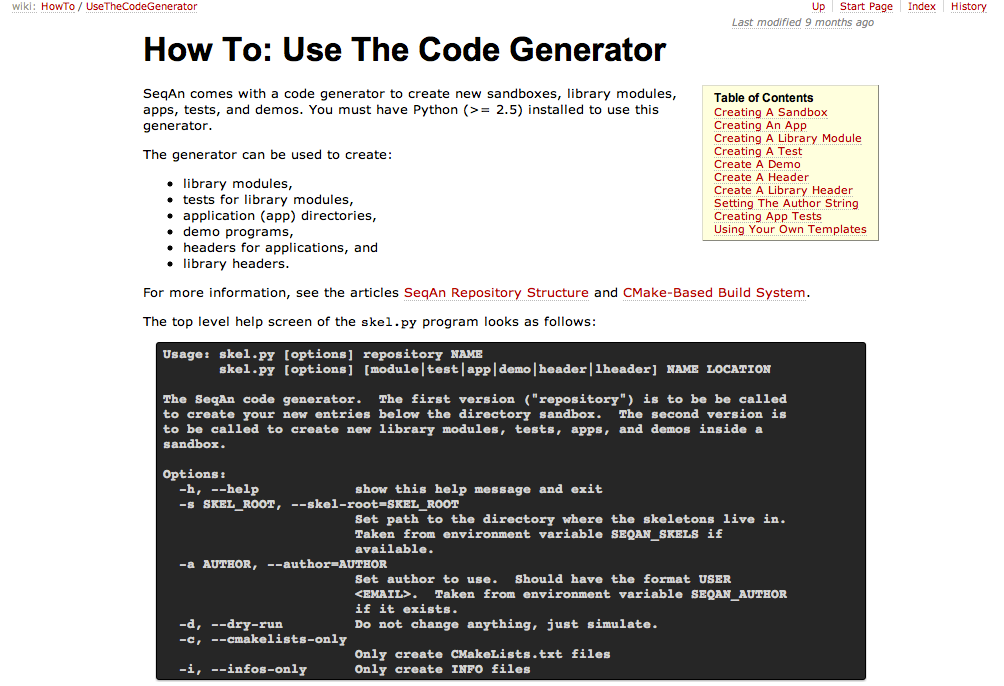 wiki: HowTo / UseTheCodeGenerator
Up Start Page Index History
Last modified 9 months ago
How To: Use The Code Generator
SeqAn comes with a code generator to create new sandboxes, library modules,
apps, tests, and demos. You must have Python (>= 2.5) installed to use this
generator.
Table of Contents
Creating A Sandbox
Creating An App
Creating A Library Module
Creating A Test
Create A Demo
Create A Header
Create A Library Header
Setting The Author String
Creating App Tests
Using Your Own Templates
The generator can be used to create:
• library modules,
• tests for library modules,
• application (app) directories,
• demo programs,
• headers for applications, and
• library headers.
For more information, see the articles SeqAn Repository Structure and CMake-Based Build System.
The top level help screen of the skel.py program looks as follows:
Usage: skel.py [options] repository NAME
       skel.py [options] [module|test|app|demo|header|lheader] NAME LOCATION
The SeqAn code generator.  The first version ("repository") is to be be called
to create your new entries below the directory sandbox.  The second version is
to be called to create new library modules, tests, apps, and demos inside a
sandbox.
Options:
  -h, --help            show this help message and exit
  -s SKEL_ROOT, --skel-root=SKEL_ROOT
                        Set path to the directory where the skeletons live in.
                        Taken from environment variable SEQAN_SKELS if
                        available.
  -a AUTHOR, --author=AUTHOR
                        Set author to use.  Should have the format USER
                        <EMAIL>.  Taken from environment variable SEQAN_AUTHOR
                        if it exists.
  -d, --dry-run         Do not change anything, just simulate.
  -c, --cmakelists-only
                        Only create CMakeLists.txt files
  -i, --infos-only      Only create INFO files